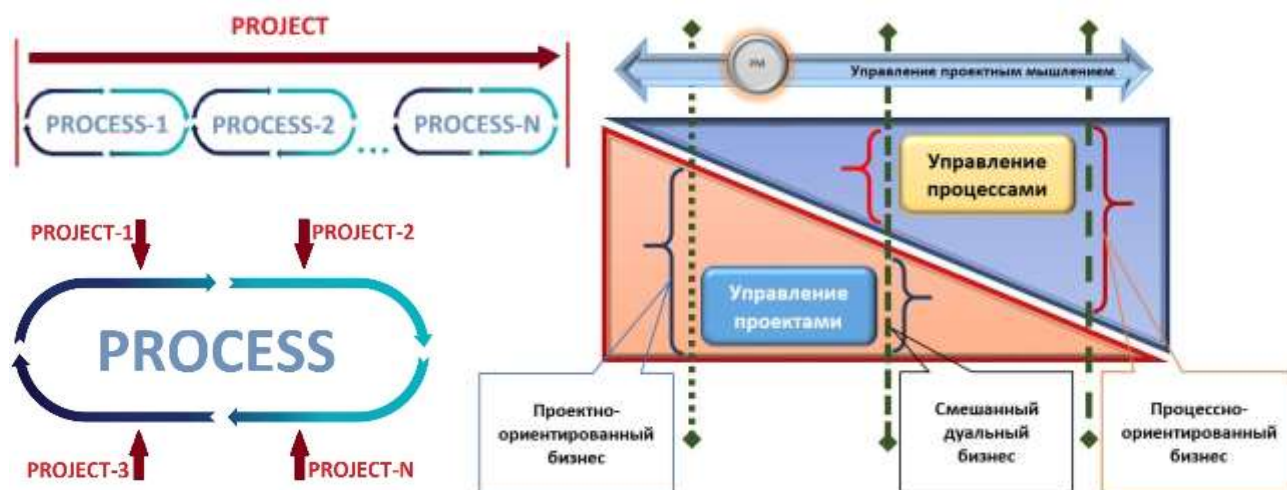 PROJECT
PROCESS-1
PROCESS-2
...
PROCESS-N
PROJECT-1
PROJECT-2
PROCESS
PROJECT-3
PROJECT-N
Управление проектным мышлением
Управление
процессами
Управление
проектами
Проектно-
ориентированный
бизнес
Смешанный
дуальный
бизнес
Процессно-
ориентированный
бизнес